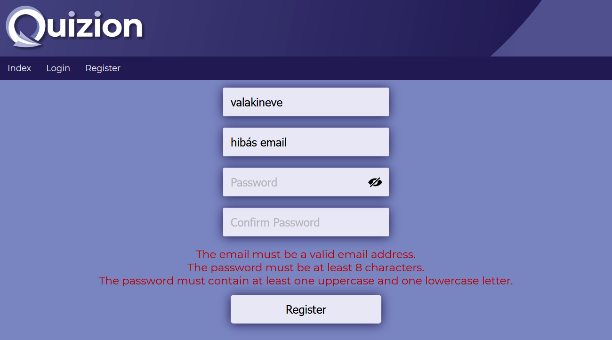 Quizion
Index Login Register
valakineve
hibás email
Password
Confirm Password
The email must be a valid email address.
The password must be at least 8 characters.
The password must contain at least one uppercase and one lowercase letter.
Register